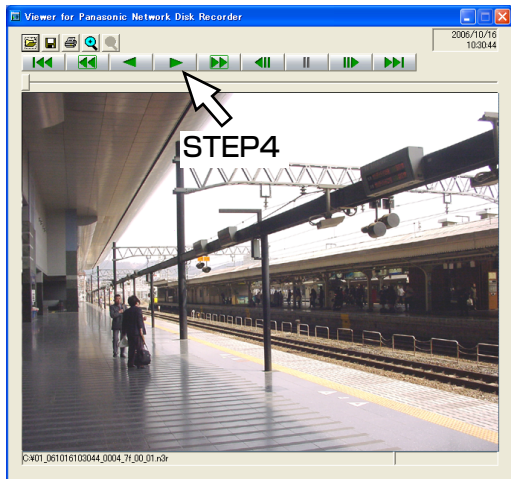 Viewer for Panasonic Network Disk Recorder
2006/10/16
10:30:44
STEP4
C:¥01_061016103044_0004_7f_00_01.n3r